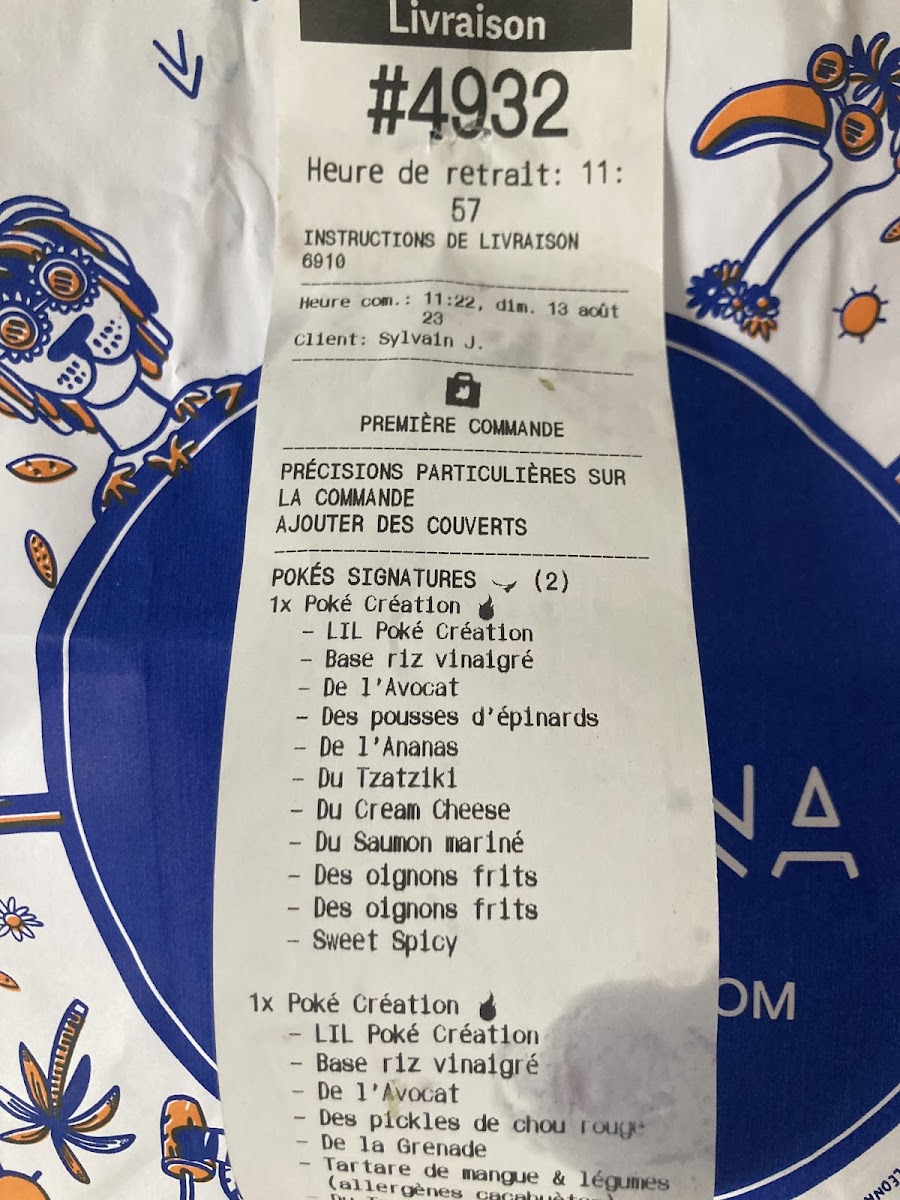 Livraison
#4932
Heure de retrait: 11:
57
INSTRUCTIONS DE LIVRAISON
6910
Heure com.: 11:22, dim. 13 août
23
Client: Sylvain J.
PREMIÈRE COMMANDE
PRÉCISIONS PARTICULIÈRES SUR
LA COMMANDE
AJOUTER DES COUVERTS
POKÉS SIGNATURES (2)
1x Poké Création
- LIL Poké Création
- Base riz vinaigré
- De l'Avocat
- Des pousses d'épinards
- De l'Ananas
- Du Tzatziki
- Du Cream Cheese
- Du Saumon mariné
- Des oignons frits
- Des oignons frits
- Sweet Spicy
1x Poké Création
- LIL Poké Création
- Base riz vinaigré
- De l'Avocat
- Des pickles de chou rouge
- De la Grenade
- Tartare de mangue & légumes
(allergènes
NA
OM